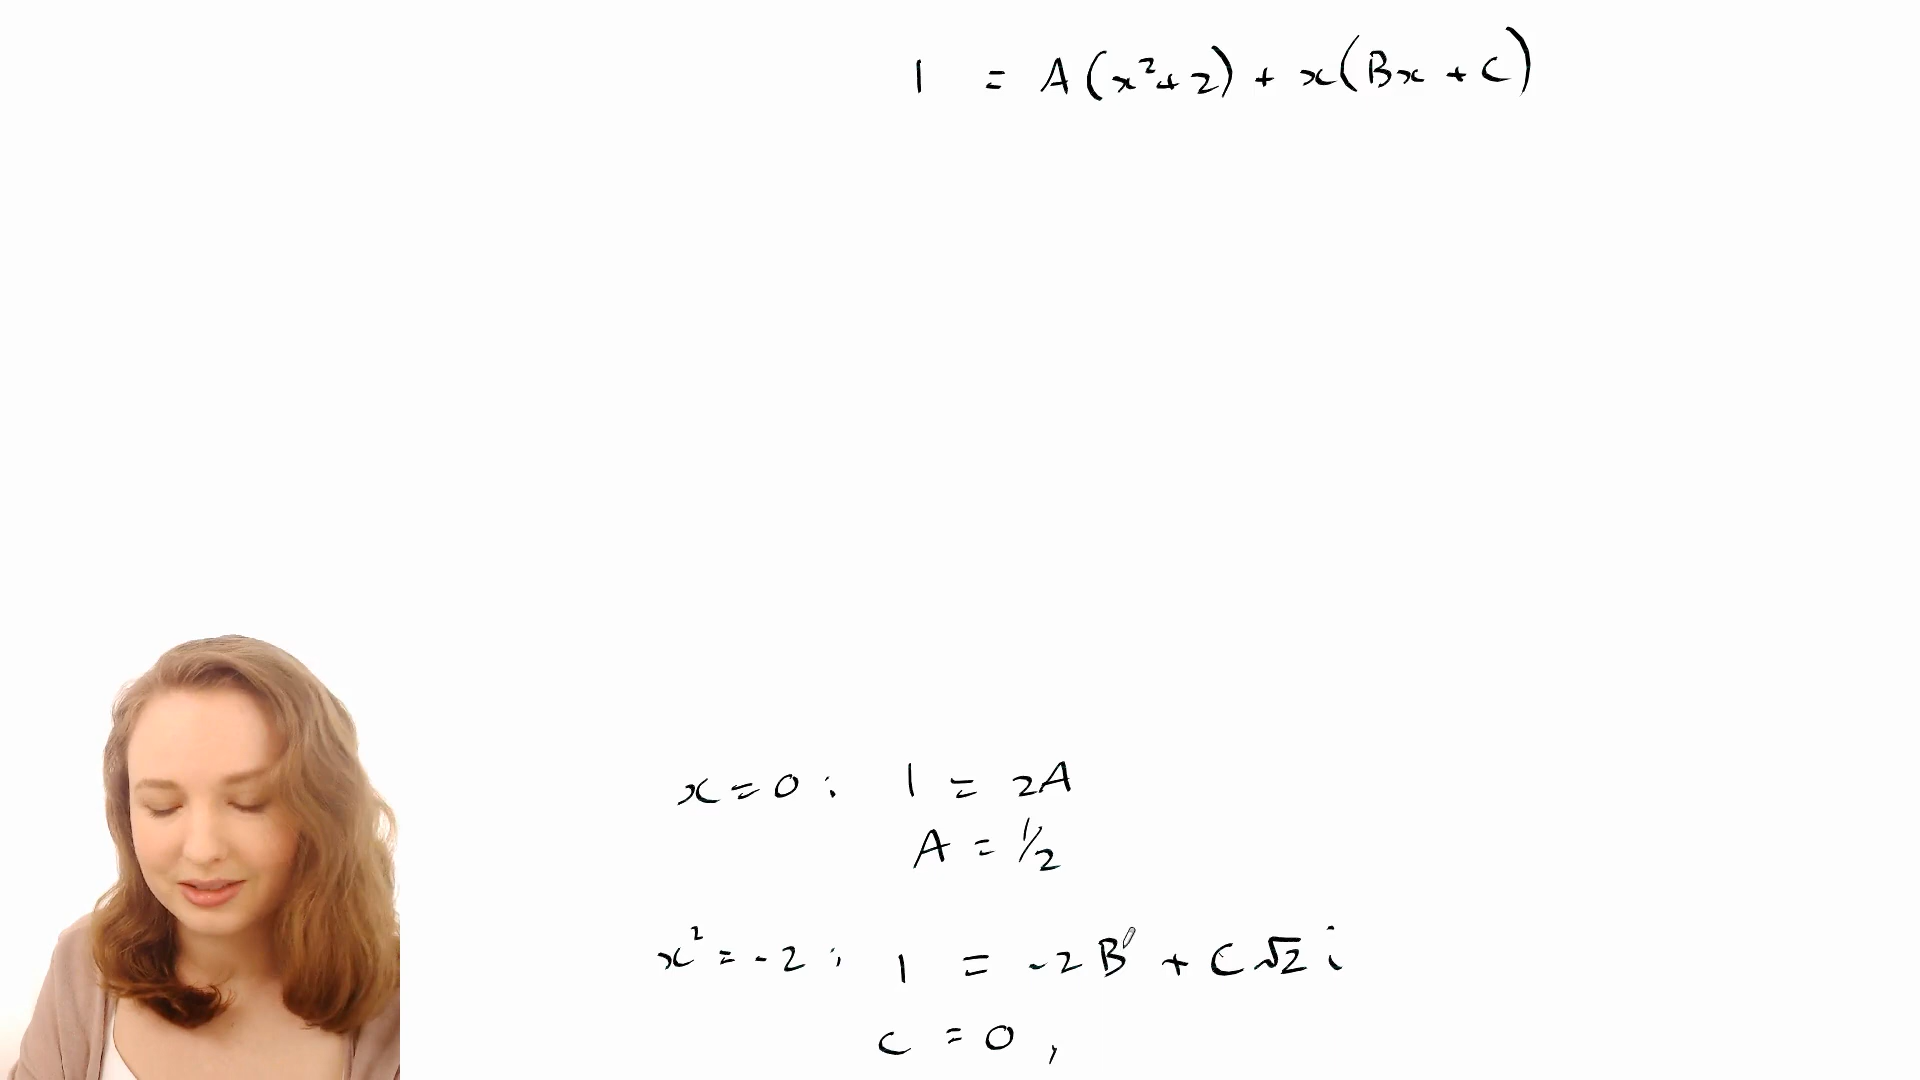 1 = A(x²+2) + x(Bx + C)
x = 0 : 1 = 2A
A = 1/2
x² = -2 : 1 = -2B + C√2 i
C = 0 ,